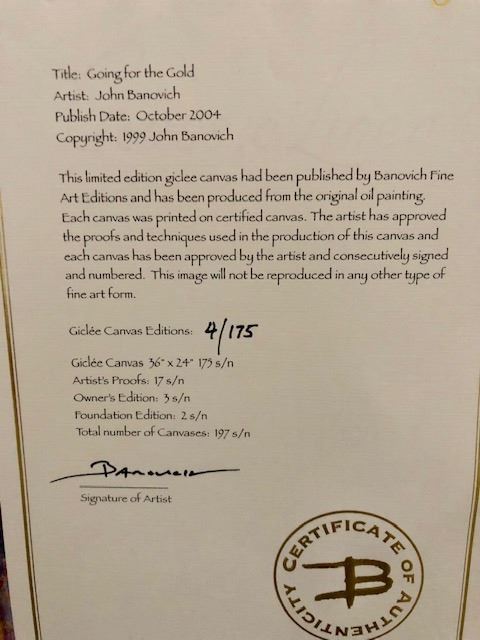 Title: Going for the Gold
Artist: John Banovich
Publish Date: October 2004
Copyright: 1999 John Banovich
This limited edition giclee canvas had been published by Banovich Fine
Art Editions and has been produced from the original oil painting.
Each canvas was printed on certified canvas. The artist has approved
the proofs and techniques used in the production of this canvas and
each canvas has been approved by the artist and consecutively signed
and numbered. This image will not be reproduced in any other type of
fine art form.
Giclée Canvas Editions: 4/175
Giclée Canvas 36" x 24" 175 s/n
Artist's Proofs: 17 s/n
Owner's Edition: 3 s/n
Foundation Edition: 2 s/n
Total number of Canvases: 197 s/n
Banovich
Signature of Artist
CERTIFICATE OF AUTHENTICITY
B